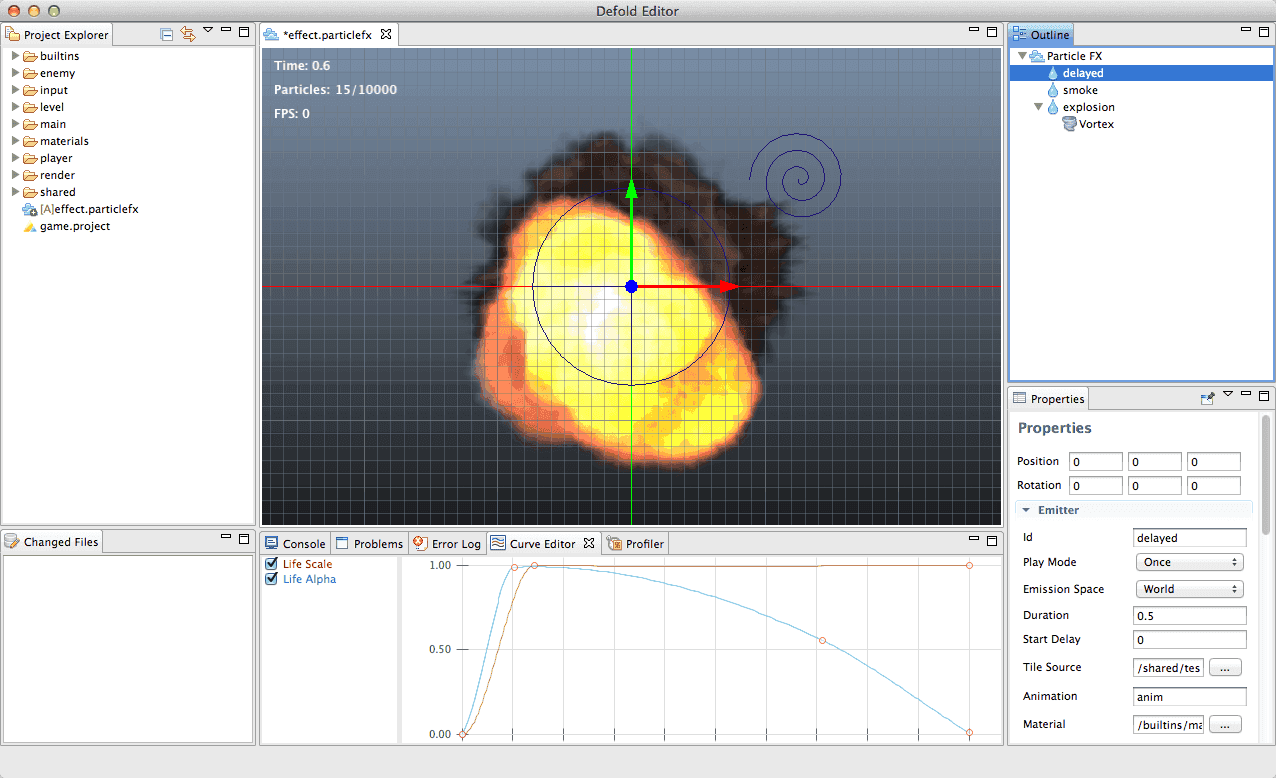 Defold Editor
Project Explorer
builtins
enemy
input
level
main
materials
player
render
shared
[A]effect.particlefx
game.project
Changed Files
*effect.particlefx
Time: 0.6
Particles: 15/10000
FPS: 0
Console
Problems
Error Log
Curve Editor
Profiler
Life Scale
Life Alpha
1.00
0.50
0.00
Outline
Particle FX
delayed
smoke
explosion
Vortex
Properties
Properties
Position 0 0 0
Rotation 0 0 0
Emitter
Id delayed
Play Mode Once
Emission Space World
Duration 0.5
Start Delay 0
Tile Source /shared/tes ...
Animation anim
Material /builtins/ma ...